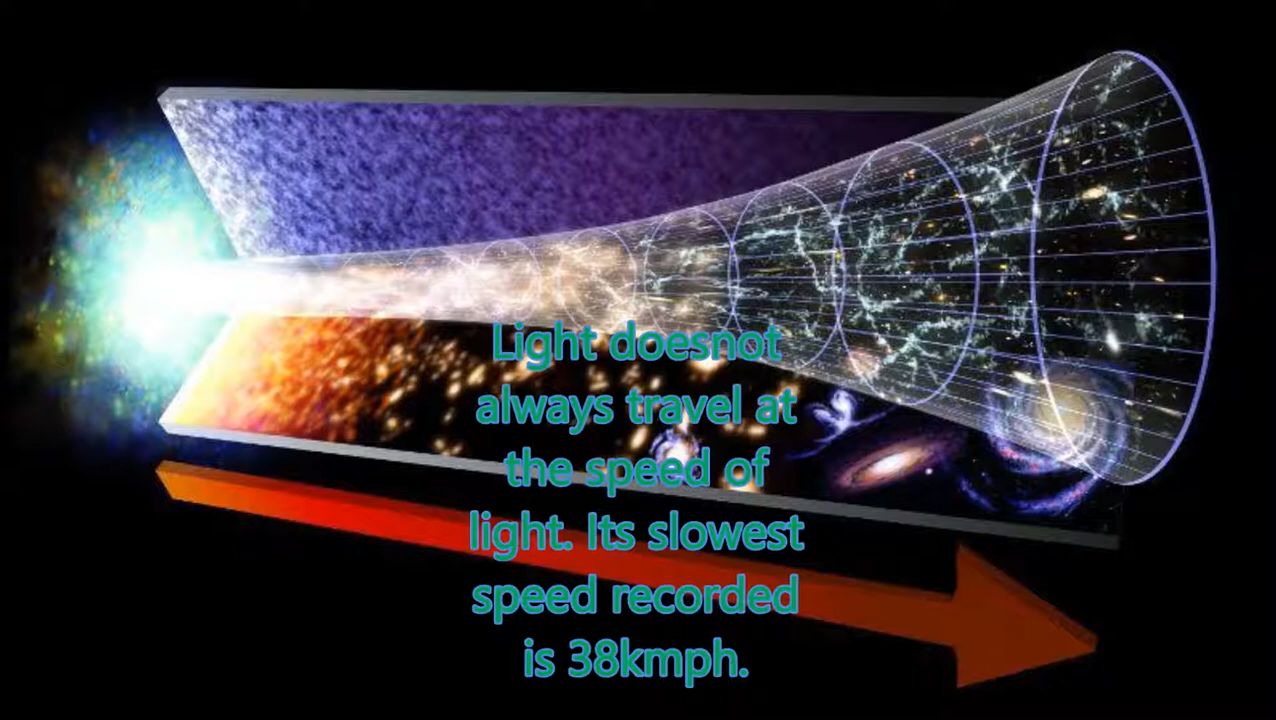 Light doesnot
always travel at
the speed of
light. Its slowest
speed recorded
is 38kmph.